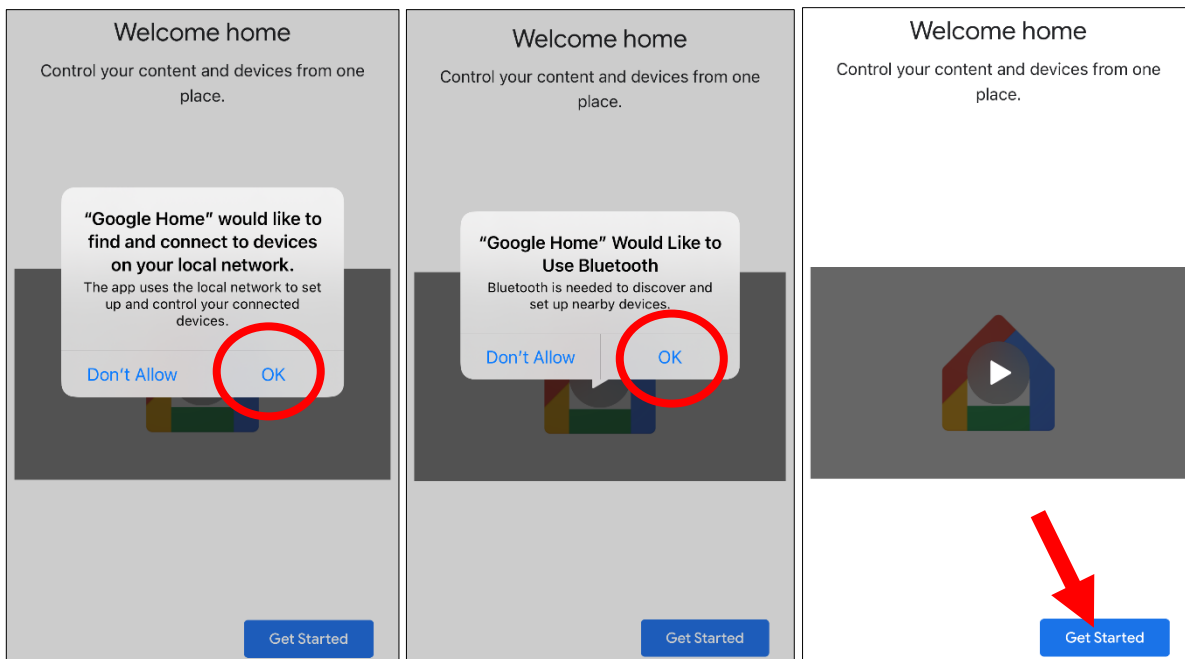 Welcome home
Control your content and devices from one
place.
“Google Home” would like to
find and connect to devices
on your local network.
The app uses the local network to set
up and control your connected
devices.
Don’t Allow
OK
Get Started
Welcome home
Control your content and devices from one
place.
“Google Home” Would Like to
Use Bluetooth
Bluetooth is needed to discover and
set up nearby devices.
Don’t Allow
OK
Get Started
Welcome home
Control your content and devices from one
place.
Get Started